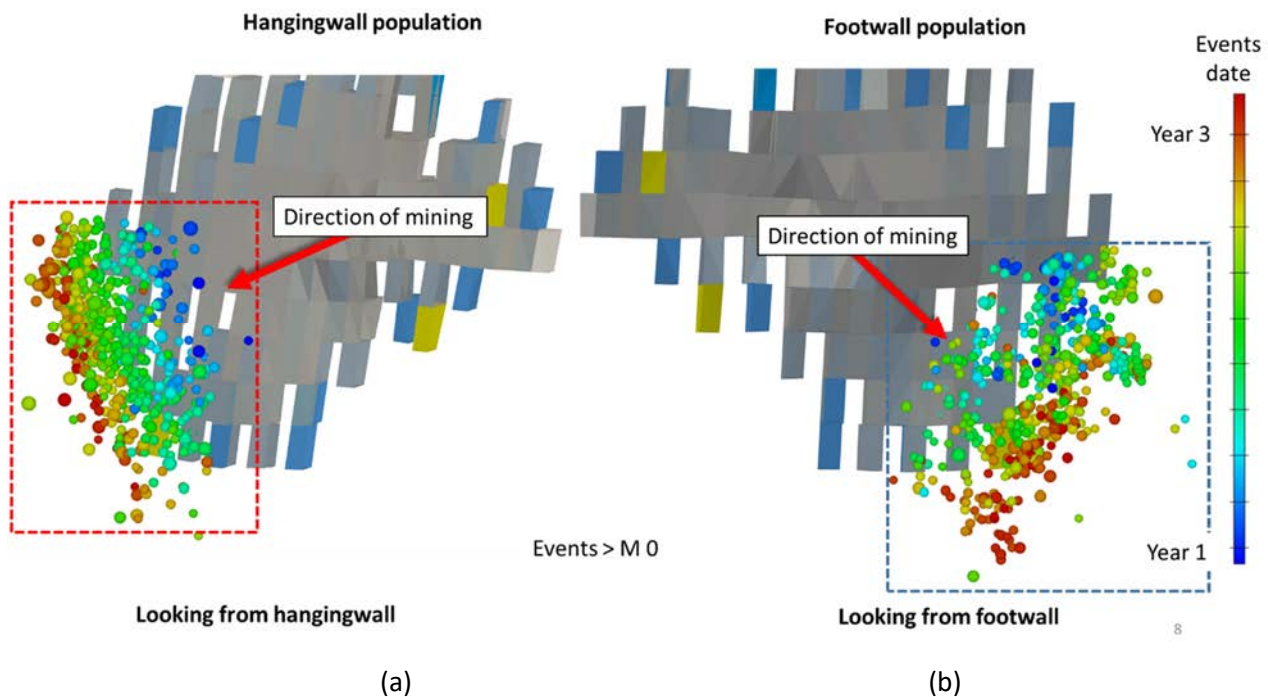 Hangingwall population
Footwall population
Events
date
Year 3
Direction of mining
Direction of mining
Events > M 0
Year 1
Looking from hangingwall
Looking from footwall
8
(a)
(b)